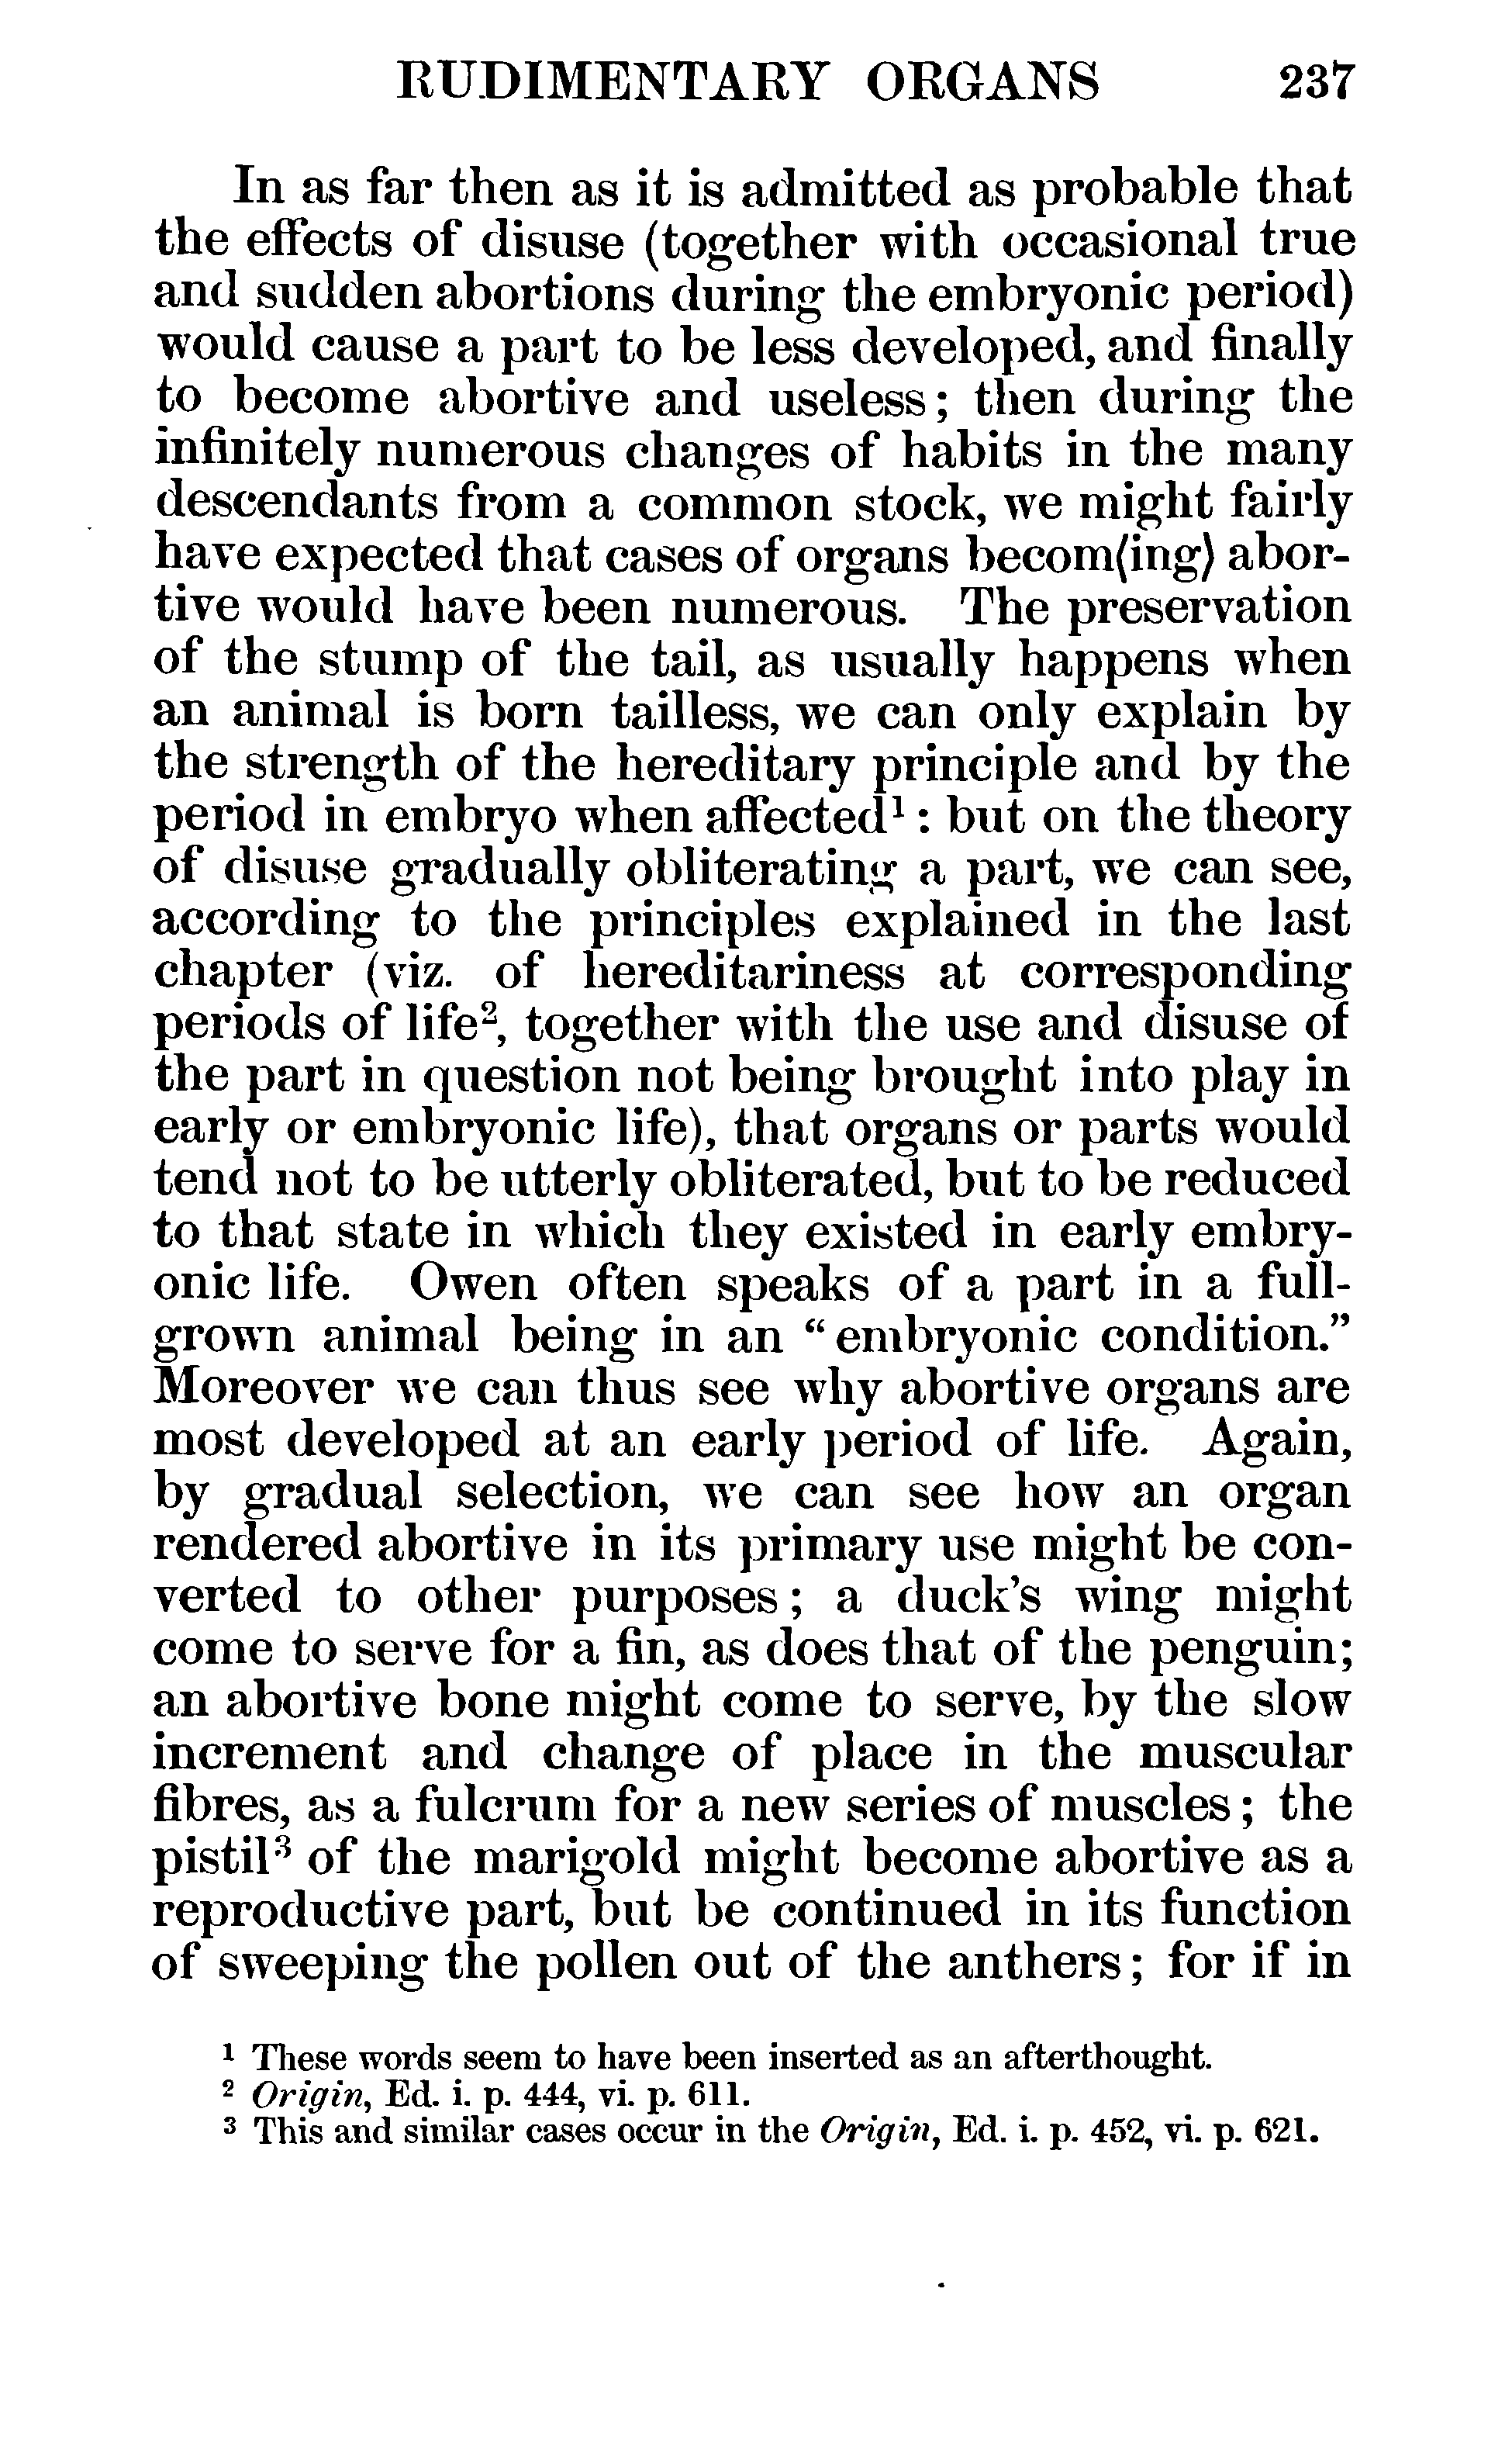 RUDIMENTARY ORGANS 237
In as far then as it is admitted as probable that
the effects of disuse (together with occasional true
and sudden abortions during the embryonic period)
would cause a part to be less developed, and finally
to become abortive and useless; then during the
infinitely numerous changes of habits in the many
descendants from a common stock, we might fairly
have expected that cases of organs becom⟨ing⟩ abor-
tive would have been numerous. The preservation
of the stump of the tail, as usually happens when
an animal is born tailless, we can only explain by
the strength of the hereditary principle and by the
period in embryo when affected¹: but on the theory
of disuse gradually obliterating a part, we can see,
according to the principles explained in the last
chapter (viz. of hereditariness at corresponding
periods of life², together with the use and disuse of
the part in question not being brought into play in
early or embryonic life), that organs or parts would
tend not to be utterly obliterated, but to be reduced
to that state in which they existed in early embry-
onic life. Owen often speaks of a part in a full-
grown animal being in an “embryonic condition.”
Moreover we can thus see why abortive organs are
most developed at an early period of life. Again,
by gradual selection, we can see how an organ
rendered abortive in its primary use might be con-
verted to other purposes; a duck’s wing might
come to serve for a fin, as does that of the penguin;
an abortive bone might come to serve, by the slow
increment and change of place in the muscular
fibres, as a fulcrum for a new series of muscles; the
pistil³ of the marigold might become abortive as a
reproductive part, but be continued in its function
of sweeping the pollen out of the anthers; for if in
¹ These words seem to have been inserted as an afterthought.
² Origin, Ed. i. p. 444, vi. p. 611.
³ This and similar cases occur in the Origin, Ed. i. p. 452, vi. p. 621.